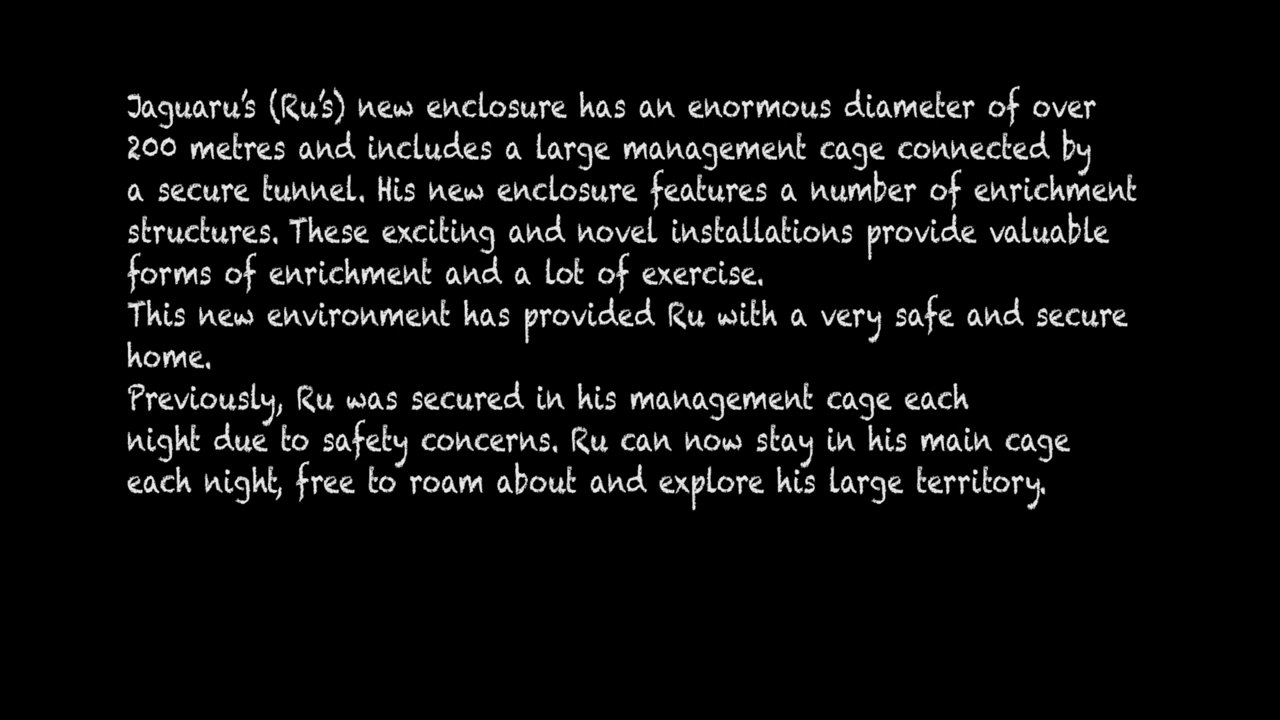 Jaguaru's (Ru's) new enclosure has an enormous diameter of over
200 metres and includes a large management cage connected by
a secure tunnel. His new enclosure features a number of enrichment
structures. These exciting and novel installations provide valuable
forms of enrichment and a lot of exercise.
This new environment has provided Ru with a very safe and secure
home.
Previously, Ru was secured in his management cage each
night due to safety concerns. Ru can now stay in his main cage
each night, free to roam about and explore his large territory.